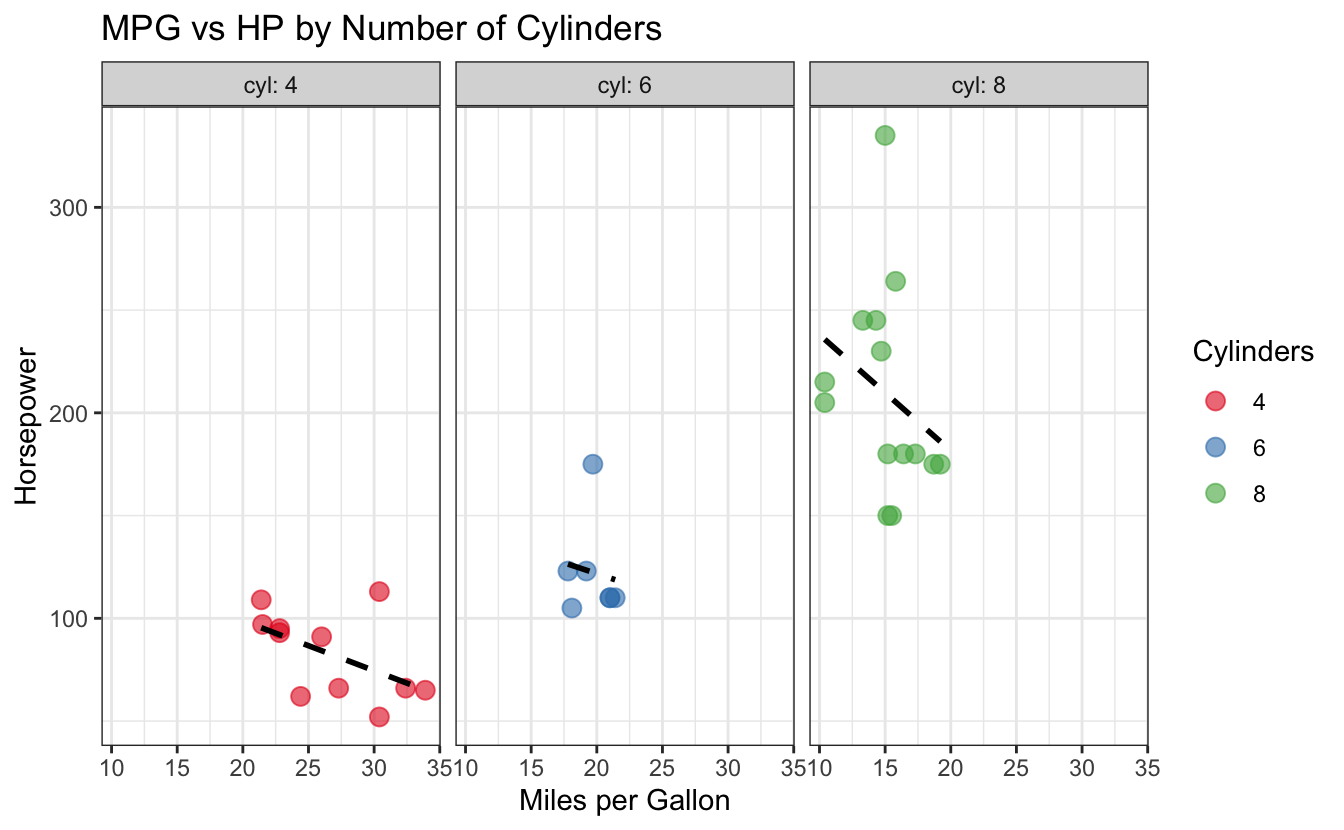 MPG vs HP by Number of Cylinders
cyl: 4 cyl: 6 cyl: 8
Horsepower
300
200
100
10 15 20 25 30 35 10 15 20 25 30 35 10 15 20 25 30 35
Miles per Gallon
Cylinders
4
6
8